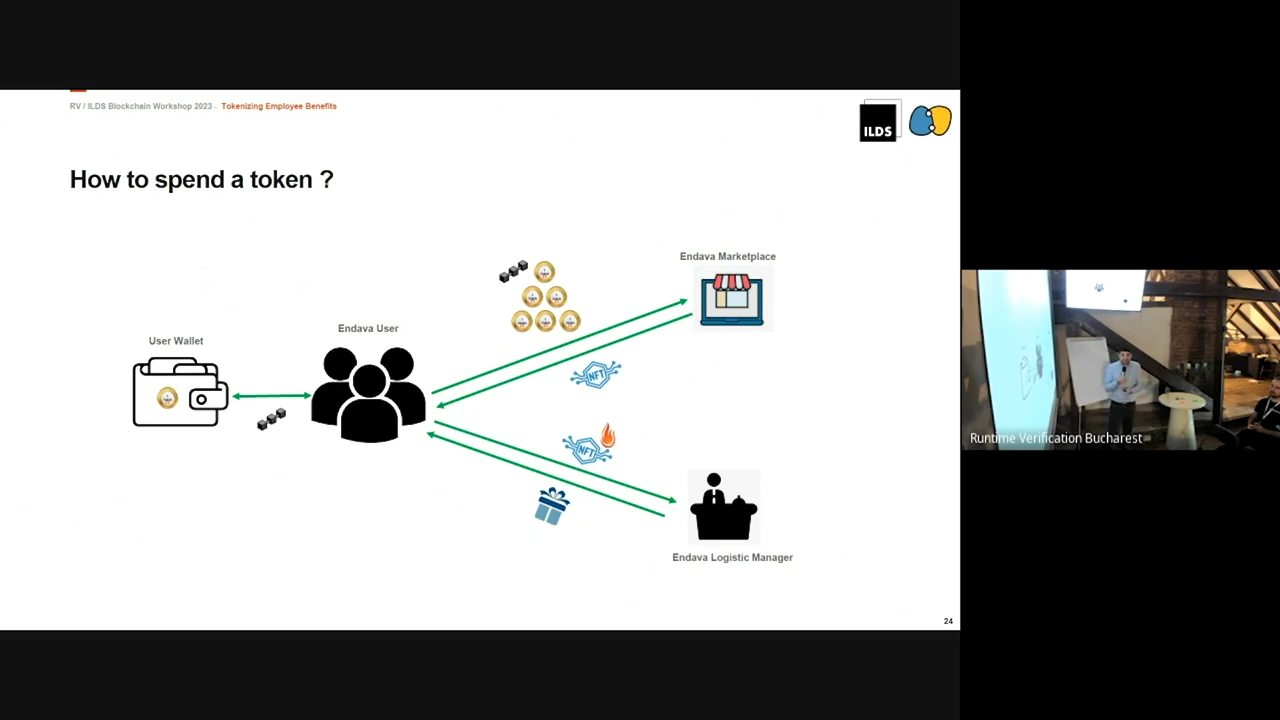 RV / ILDS Blockchain Workshop 2023 - Tokenizing Employee Benefits
ILDS
How to spend a token ?
Endava Marketplace
Endava User
User Wallet
NFT
NFT
Runtime Verification Bucharest
Endava Logistic Manager
24